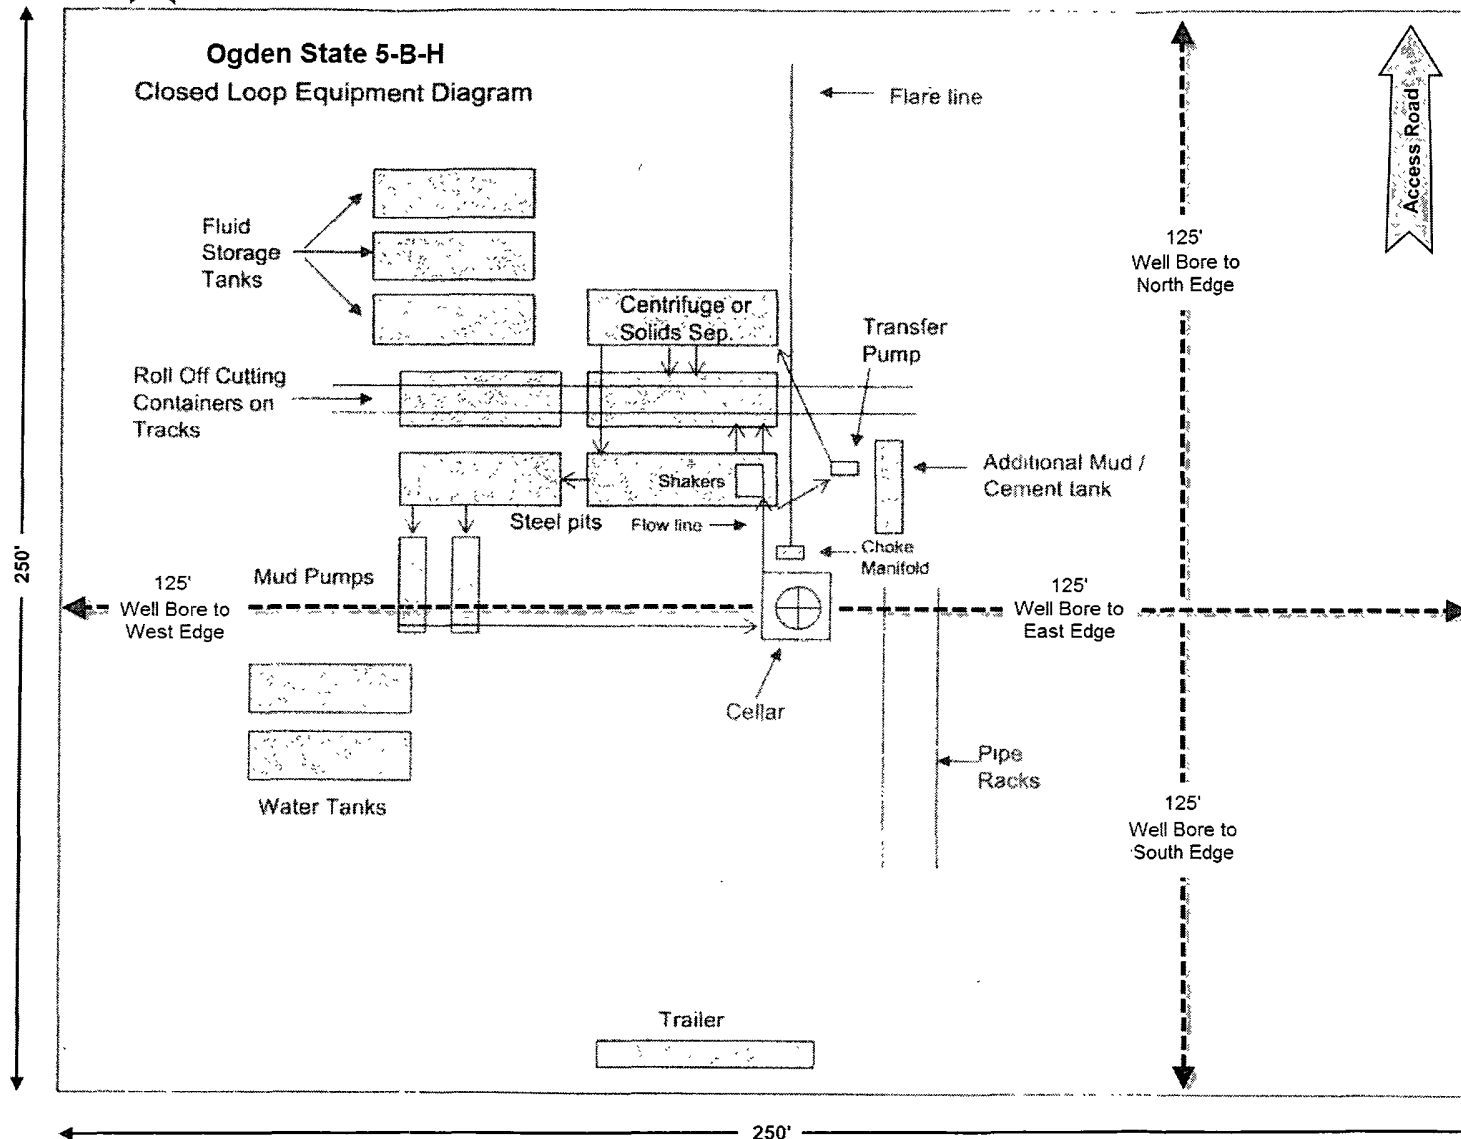 Ogden State 5-B-H
Closed Loop Equipment Diagram
Flare line
Access Road
Fluid
Storage
Tanks
125'
Well Bore to
North Edge
Centrifuge or
Solids Sep.
Transfer
Pump
Roll Off Cutting
Containers on
Tracks
Shakers
Additional Mud /
Cement tank
Steel pits
Flow line
Choke
Manifold
250'
Mud Pumps
125'
Well Bore to
West Edge
125'
Well Bore to
East Edge
Cellar
Pipe
Racks
Water Tanks
125'
Well Bore to
South Edge
Trailer
250'